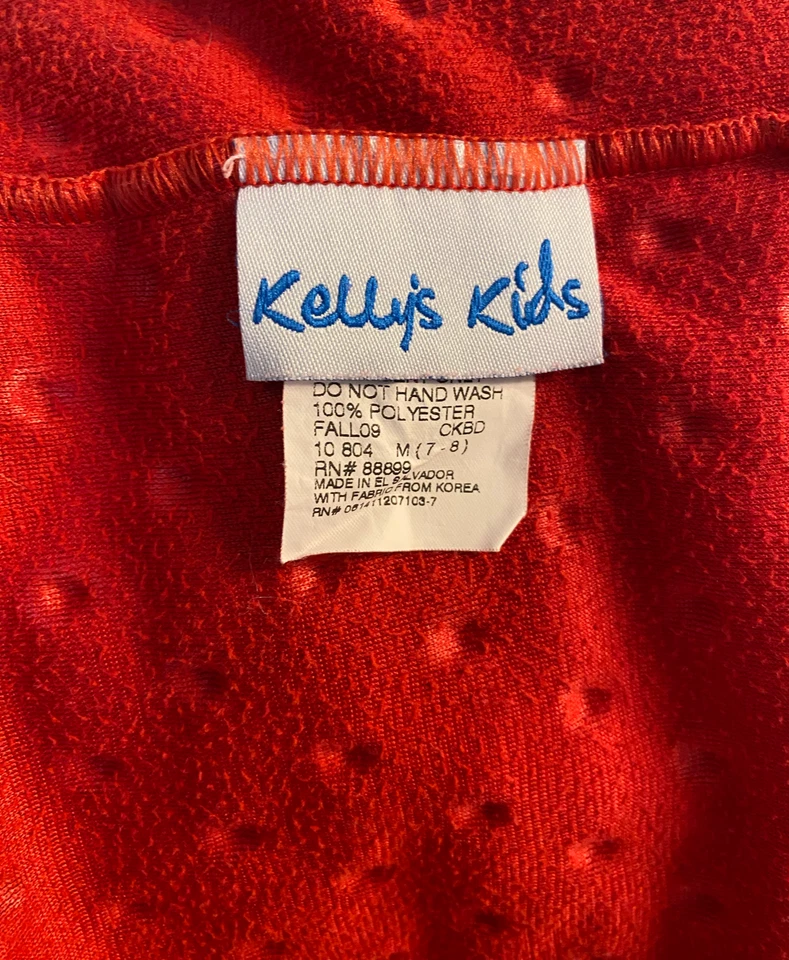 Kelly's Kids
DO NOT HAND WASH
100% POLYESTER
FALL09 CKBD
10 804 M (7-8)
RN# 88899
MADE IN EL SALVADOR
WITH FABRIC FROM KOREA
RN#